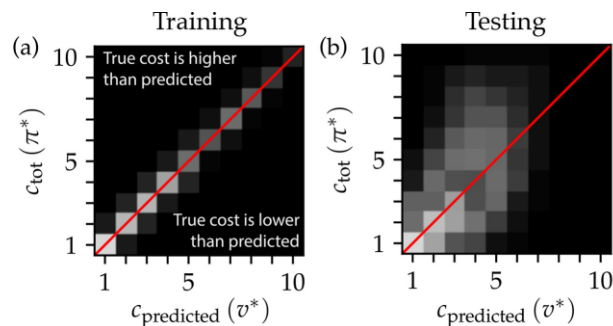 Training
Testing
(a)
True cost is higher
than predicted
True cost is lower
than predicted
10
5
1
c_tot (π*)
1
5
10
c_predicted (v*)
(b)
10
5
1
c_tot (π*)
1
5
10
c_predicted (v*)